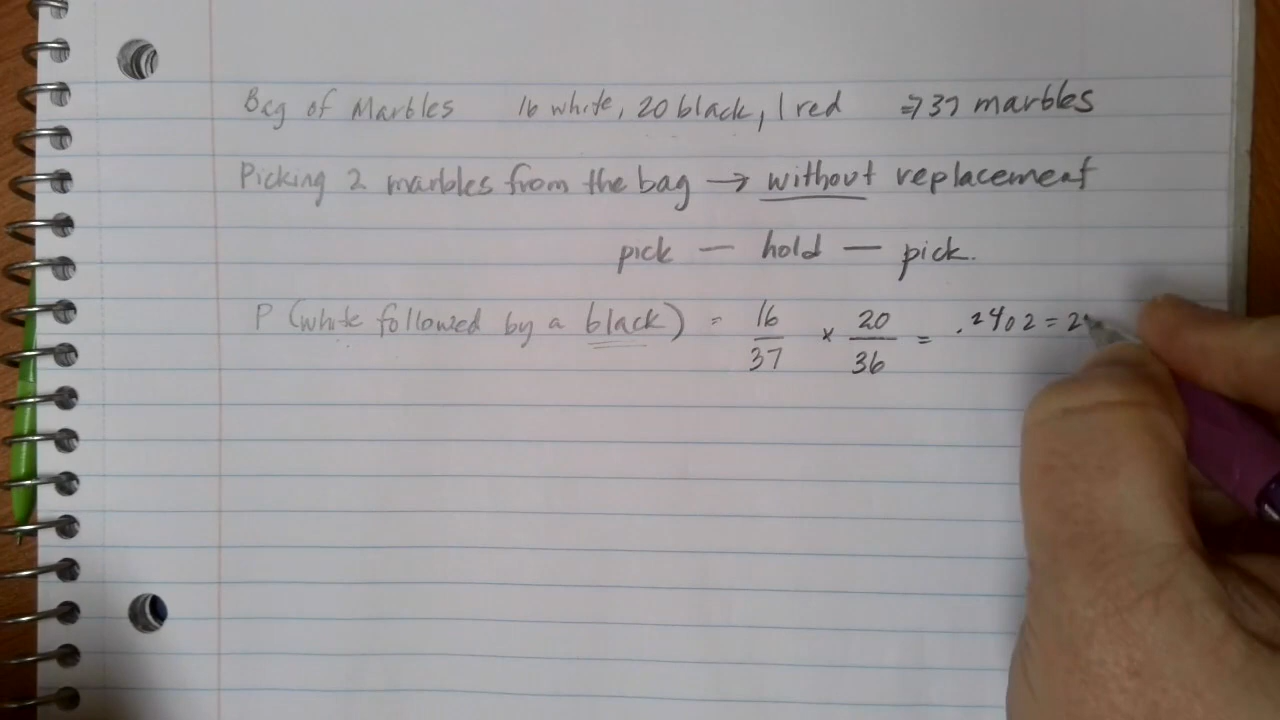 Bag of Marbles 16 white, 20 black, 1 red ⇒ 37 marbles
Picking 2 marbles from the bag → without replacement
pick — hold — pick.
P (white followed by a black) = 16/37 × 20/36 = .2402 = 2